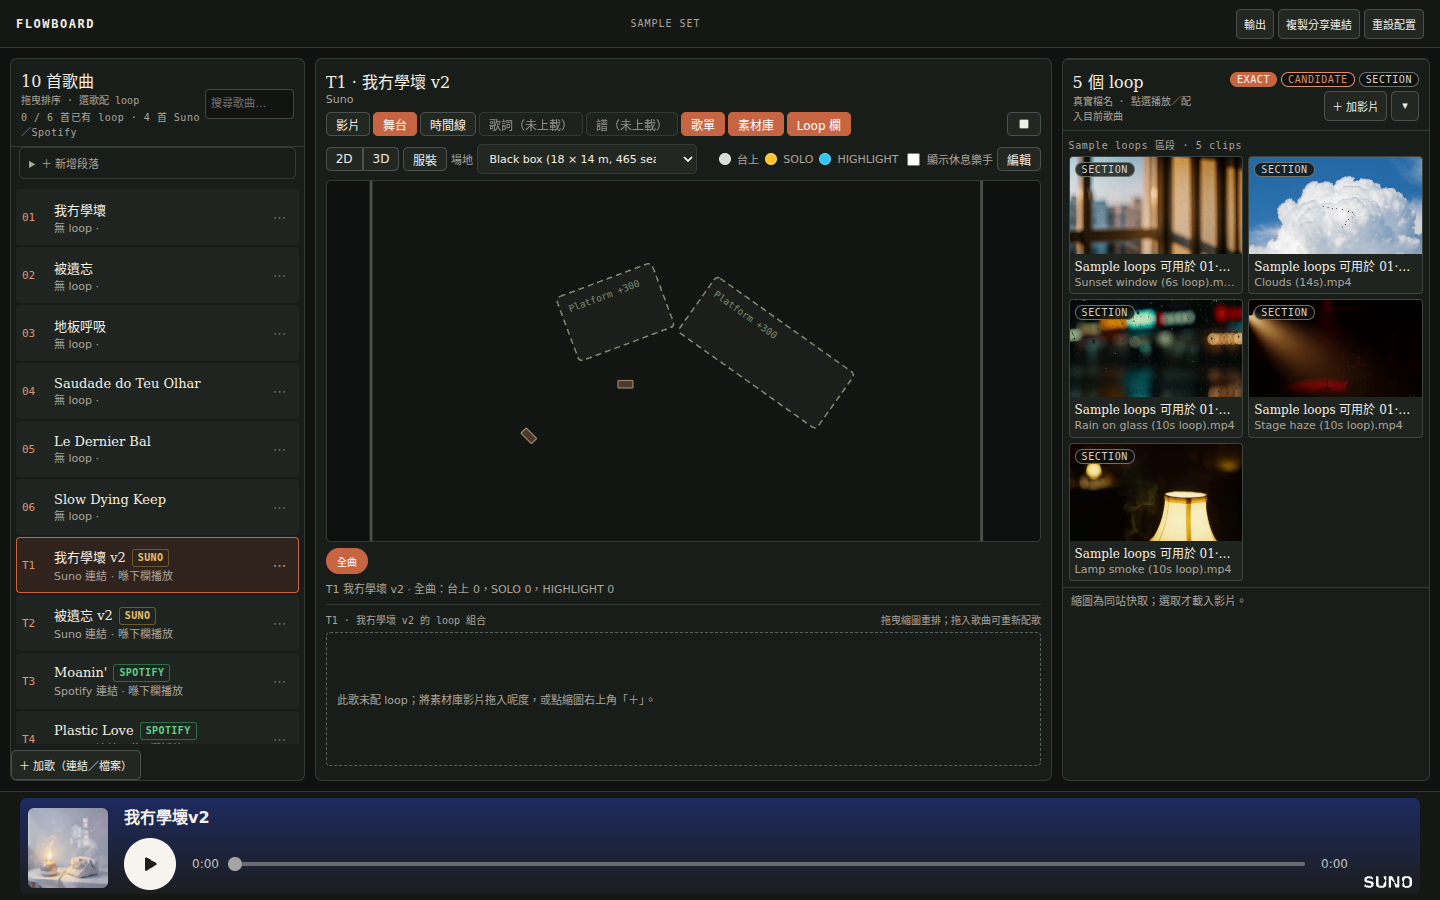 FLOWBOARD
SAMPLE SET
輸出
複製分享連結
重設配置
10 首歌曲
拖曳排序 · 選歌配 loop
0 / 6 首已有 loop · 4 首 Suno
／Spotify
搜尋歌曲…
▶ ＋ 新增段落
01
我冇學壞
無 loop ·
⋯
02
被遺忘
無 loop ·
⋯
03
地板呼吸
無 loop ·
⋯
04
Saudade do Teu Olhar
無 loop ·
⋯
05
Le Dernier Bal
無 loop ·
⋯
06
Slow Dying Keep
無 loop ·
⋯
T1
我冇學壞 v2 SUNO
Suno 連結 · 喺下欄播放
⋯
T2
被遺忘 v2 SUNO
Suno 連結 · 喺下欄播放
⋯
T3
Moanin' SPOTIFY
Spotify 連結 · 喺下欄播放
⋯
T4
Plastic Love SPOTIFY
⋯
＋ 加歌（連結／檔案）
T1 · 我冇學壞 v2
Suno
影片
舞台
時間線
歌詞（未上載）
譜（未上載）
歌單
素材庫
Loop 欄
2D
3D
服裝
場地
Black box (18 × 14 m, 465 sea
台上
SOLO
HIGHLIGHT
顯示休息樂手
編輯
Platform +300
Platform +300
全曲
T1 我冇學壞 v2 · 全曲：台上 0，SOLO 0，HIGHLIGHT 0
T1 · 我冇學壞 v2 的 loop 組合
拖曳縮圖重排；拖入歌曲可重新配歌
此歌未配 loop；將素材庫影片拖入呢度，或點縮圖右上角「＋」。
5 個 loop
EXACT
CANDIDATE
SECTION
真實檔名 · 點選播放／配
入目前歌曲
＋ 加影片
▼
Sample loops 區段 · 5 clips
SECTION
Sample loops 可用於 01·…
Sunset window (6s loop).m…
SECTION
Sample loops 可用於 01·…
Clouds (14s).mp4
SECTION
Sample loops 可用於 01·…
Rain on glass (10s loop).mp4
SECTION
Sample loops 可用於 01·…
Stage haze (10s loop).mp4
SECTION
Sample loops 可用於 01·…
Lamp smoke (10s loop).mp4
縮圖為同站快取；選取才載入影片。
我冇學壞v2
0:00
0:00
SUNO